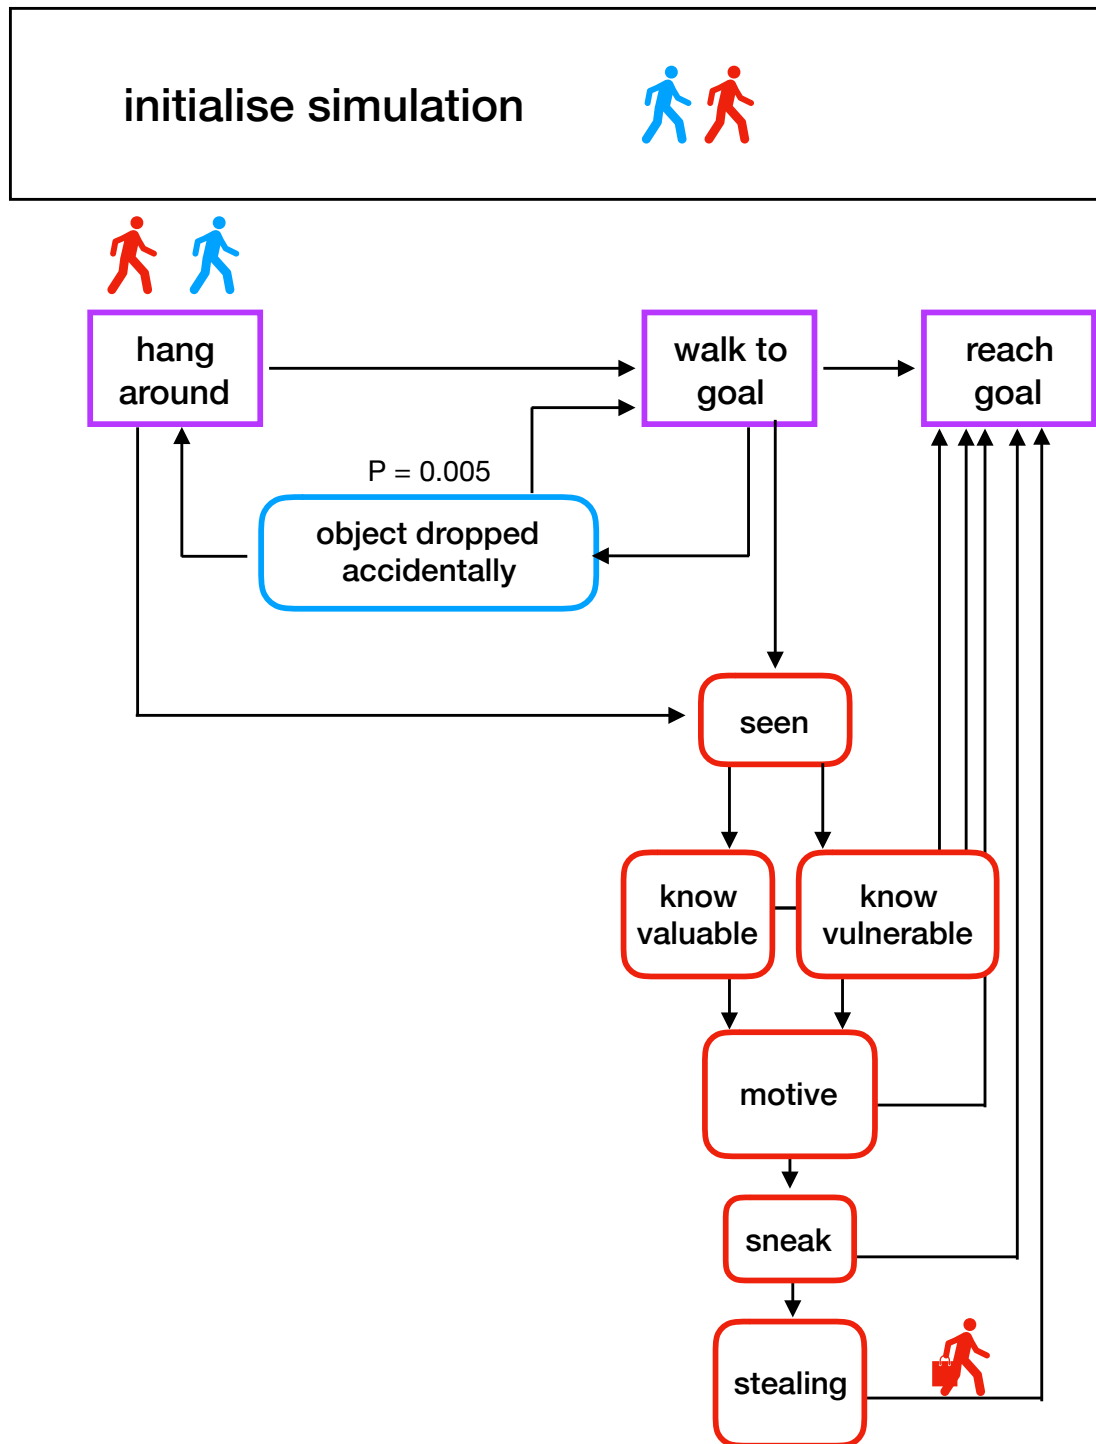 initialise simulation
hang
around
walk to
goal
reach
goal
P = 0.005
object dropped
accidentally
seen
know
valuable
know
vulnerable
motive
sneak
stealing